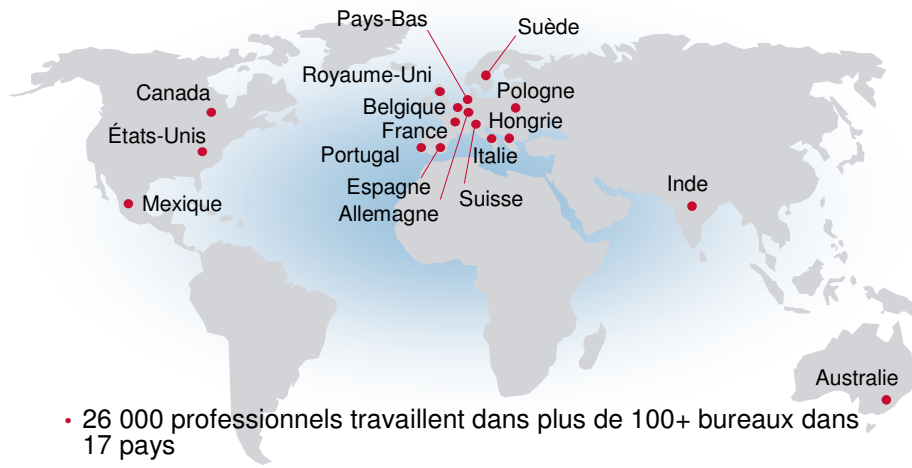 Pays-Bas
Suède
Royaume-Uni
Pologne
Canada
Belgique
Hongrie
États-Unis
France
Portugal
Italie
Espagne
Inde
Suisse
Mexique
Allemagne
Australie
• 26 000 professionnels travaillent dans plus de 100+ bureaux dans
17 pays